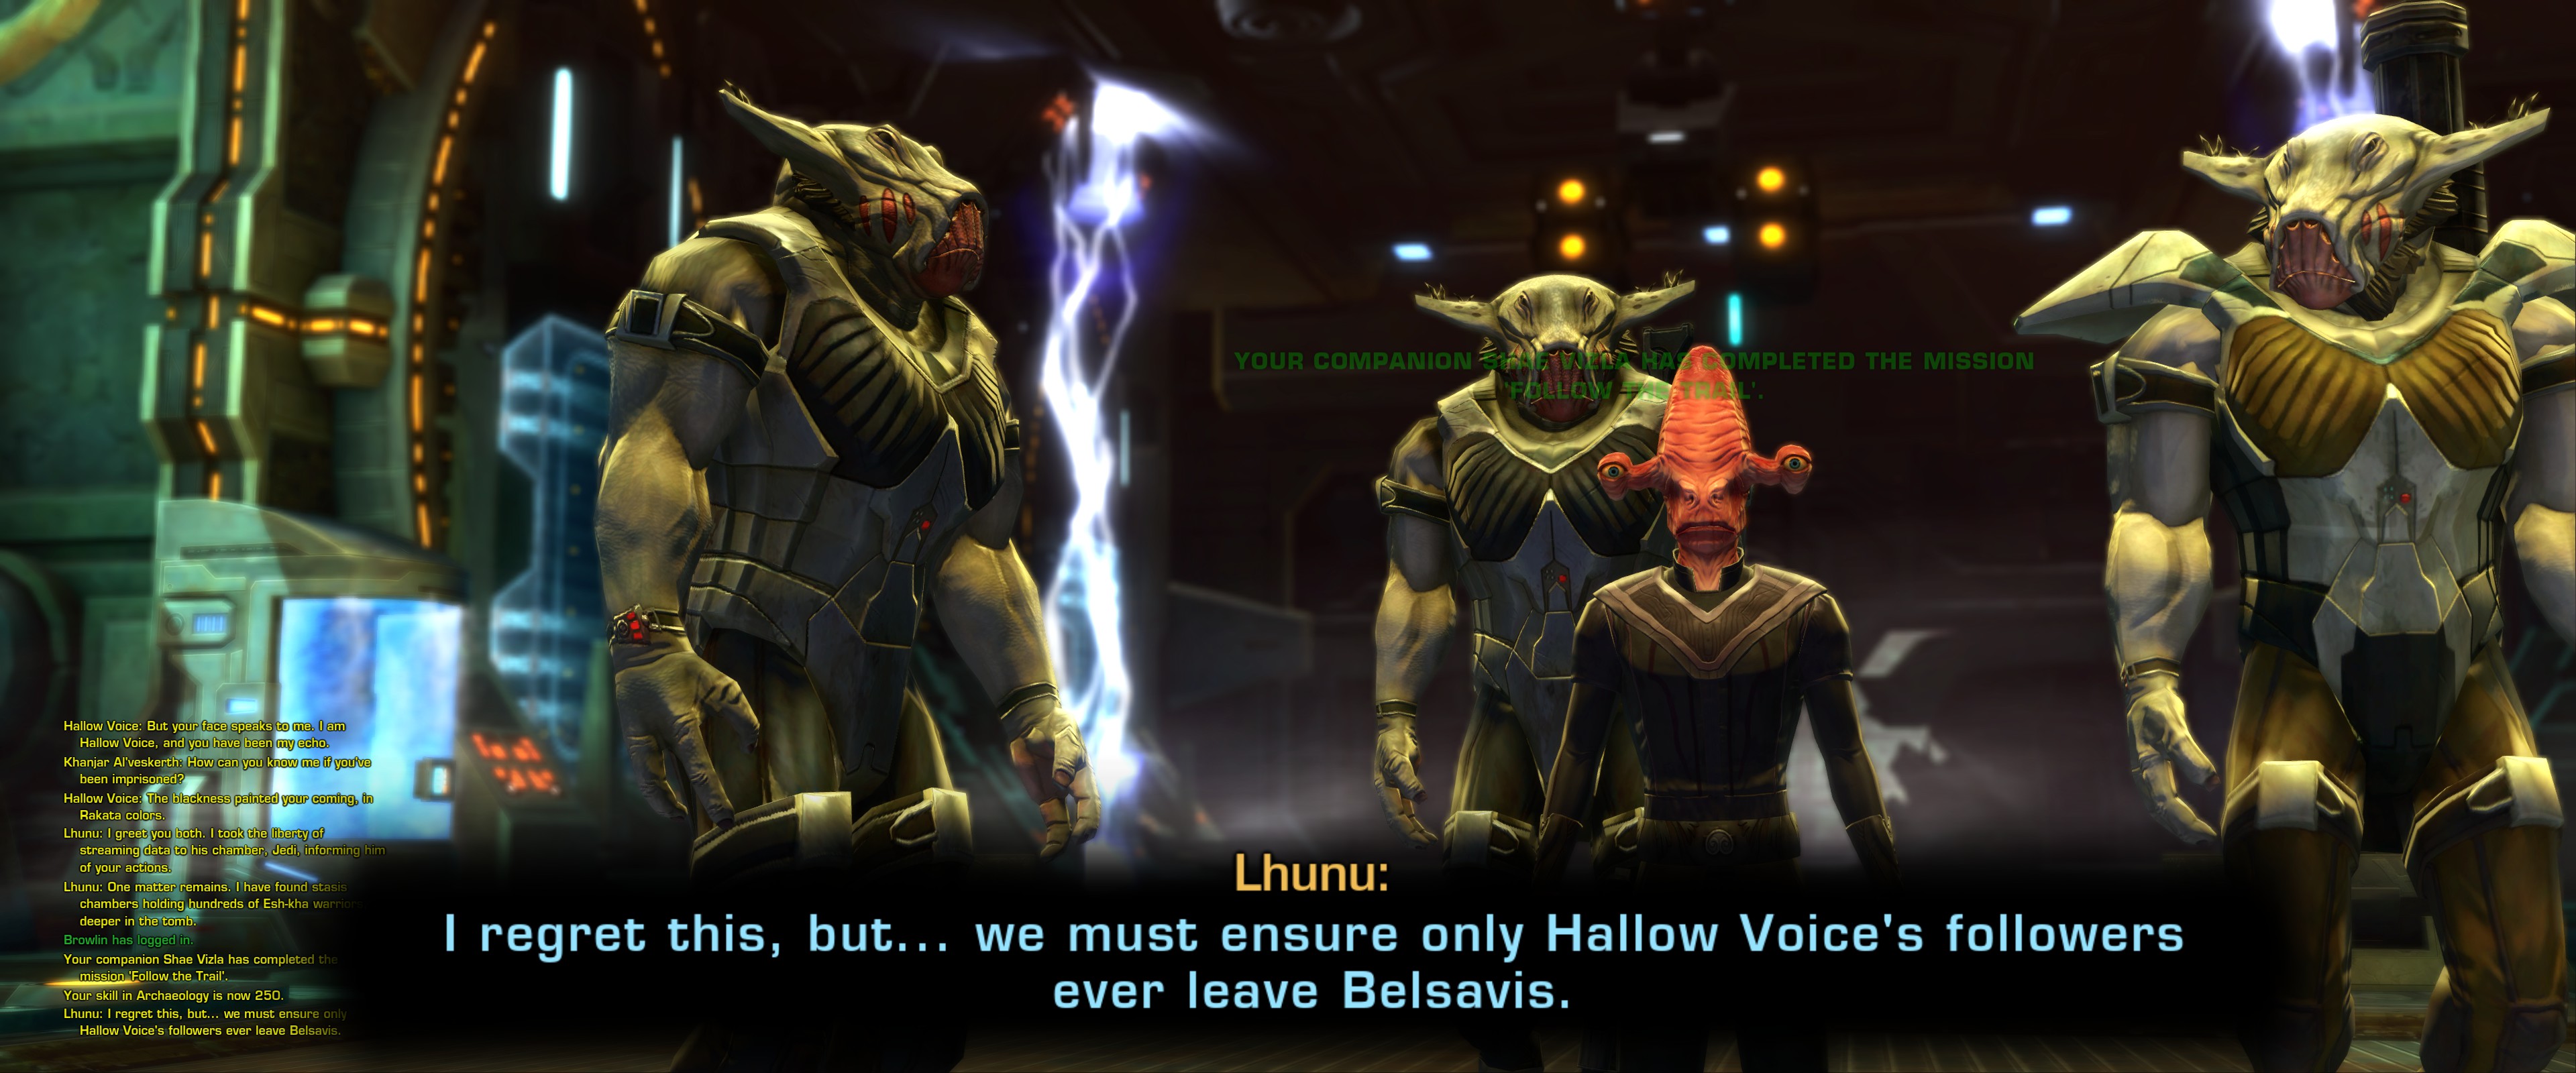 YOUR COMPANION SHAE VIZLA HAS COMPLETED THE MISSION
'FOLLOW THE TRAIL'.
Hallow Voice: But your face speaks to me. I am
Hallow Voice, and you have been my echo.
Khanjar Al'veskerth: How can you know me if you've
been imprisoned?
Hallow Voice: The blackness painted your coming, in
Rakata colors.
Lhunu: I greet you both. I took the liberty of
streaming data to his chamber, Jedi, informing him
of your actions.
Lhunu: One matter remains. I have found stasis
chambers holding hundreds of Esh-kha warriors
deeper in the tomb.
Browlin has logged in.
Your companion Shae Vizla has completed the
mission 'Follow the Trail'.
Your skill in Archaeology is now 250.
Lhunu: I regret this, but... we must ensure only
Hallow Voice's followers ever leave Belsavis.
Lhunu:
I regret this, but... we must ensure only Hallow Voice's followers
ever leave Belsavis.